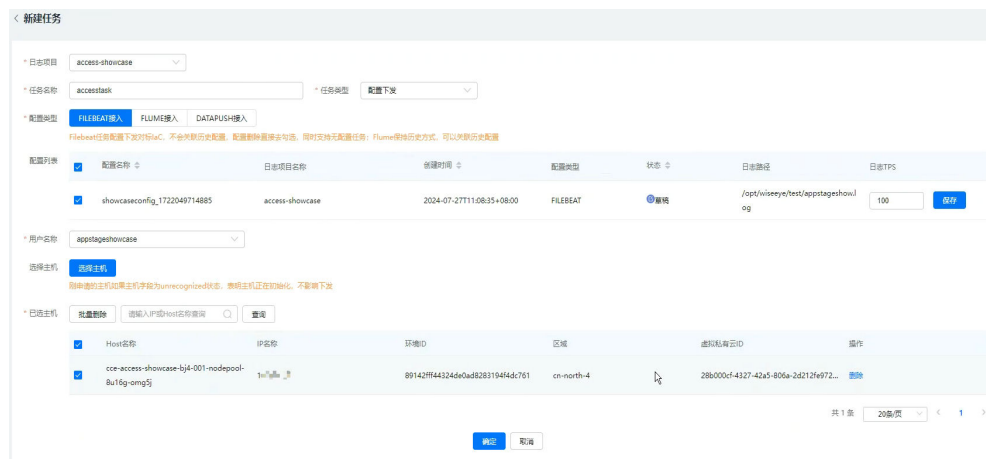 新建任务
* 日志项目 access-showcase
* 任务名称 accesstask * 任务类型 配置下发
* 配置类型 FILEBEAT接入 FLUME接入 DATAPUSH接入
Filebeat任务配置下发对标IaC，不会关联历史配置，配置删除直接去勾选，同时支持无配置任务；Flume保持历史方式，可以关联历史配置
配置列表 配置名称 日志项目名称 创建时间 配置类型 状态 日志路径 日志TPS
showcaseconfig_1722049714885 access-showcase 2024-07-27T11:08:35+08:00 FILEBEAT 草稿 /opt/wiseeye/test/appstageshow.l
og 100 保存
* 用户名称 appstageshowcase
选择主机 选择主机
刚申请的主机如果主机字段为unrecognized状态，表明主机正在初始化，不影响下发
* 已选主机 批量删除 请输入IP或Host名称查询 查询
Host名称 IP名称 环境ID 区域 虚拟私有云ID 操作
cce-access-showcase-bj4-001-nodepool-
8u16g-omg5j 89142fff44324de0ad8283194f4dc761 cn-north-4 28b000cf-4327-42a5-806a-2d212fe972... 删除
共 1 条 20条/页 1
确定 取消